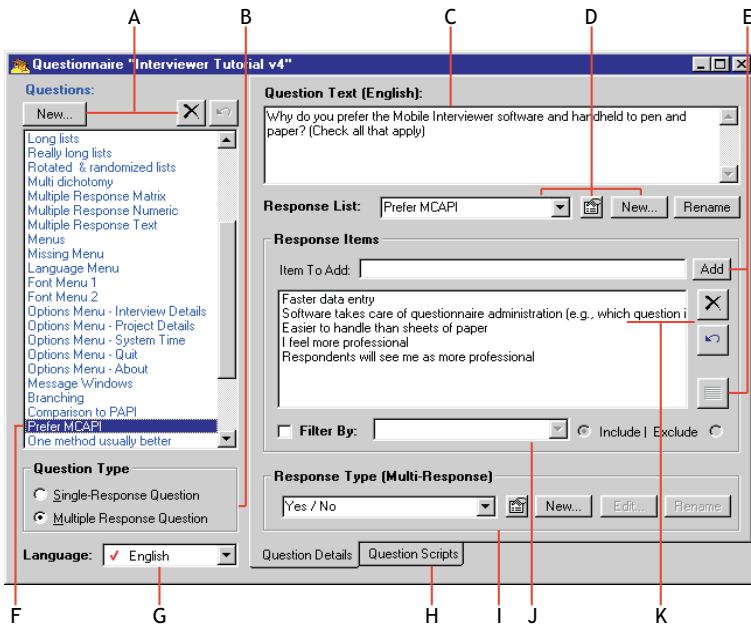 A B C D E
Questionnaire "Interviewer Tutorial v4"
Questions:
New...
Long lists
Really long lists
Rotated & randomized lists
Multi dichotomy
Multiple Response Matrix
Multiple Response Numeric
Multiple Response Text
Menus
Missing Menu
Language Menu
Font Menu 1
Font Menu 2
Options Menu - Interview Details
Options Menu - Project Details
Options Menu - System Time
Options Menu - Quit
Options Menu - About
Message Windows
Branching
Comparison to PAPI
Prefer MCAPI
One method usually better
Question Type
Single-Response Question
Multiple Response Question
Language: English
Question Text (English):
Why do you prefer the Mobile Interviewer software and handheld to pen and
paper? (Check all that apply)
Response List: Prefer MCAPI New... Rename
Response Items
Item To Add: Add
Faster data entry
Software takes care of questionnaire administration (e.g., which question i
Easier to handle than sheets of paper
I feel more professional
Respondents will see me as more professional
Filter By: Include | Exclude
Response Type (Multi-Response)
Yes / No New... Edit... Rename
Question Details Question Scripts
F G H I J K